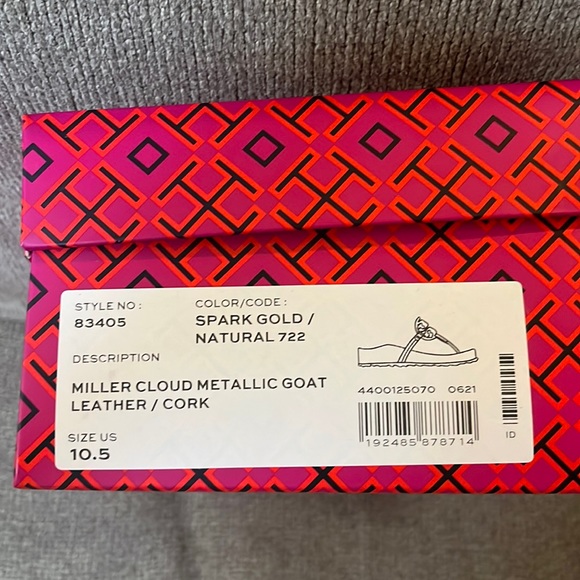 STYLE NO :
83405
COLOR/CODE :
SPARK GOLD /
NATURAL 722
DESCRIPTION
MILLER CLOUD METALLIC GOAT
LEATHER / CORK
SIZE US
10.5
4400125070 0621
192485 878714
ID